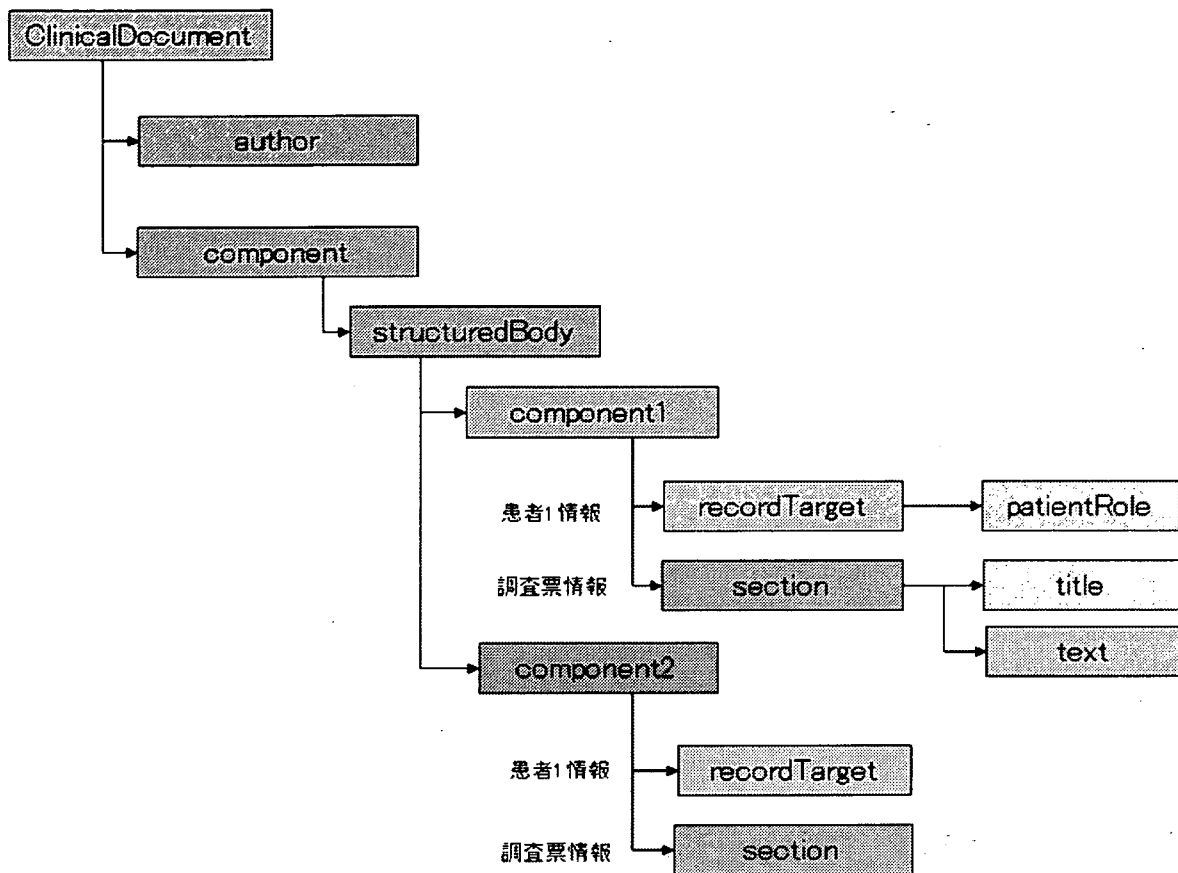 ClinicalDocument
author
component
structuredBody
component1
患者1情報
recordTarget
patientRole
調査票情報
section
title
text
component2
患者1情報
recordTarget
調査票情報
section